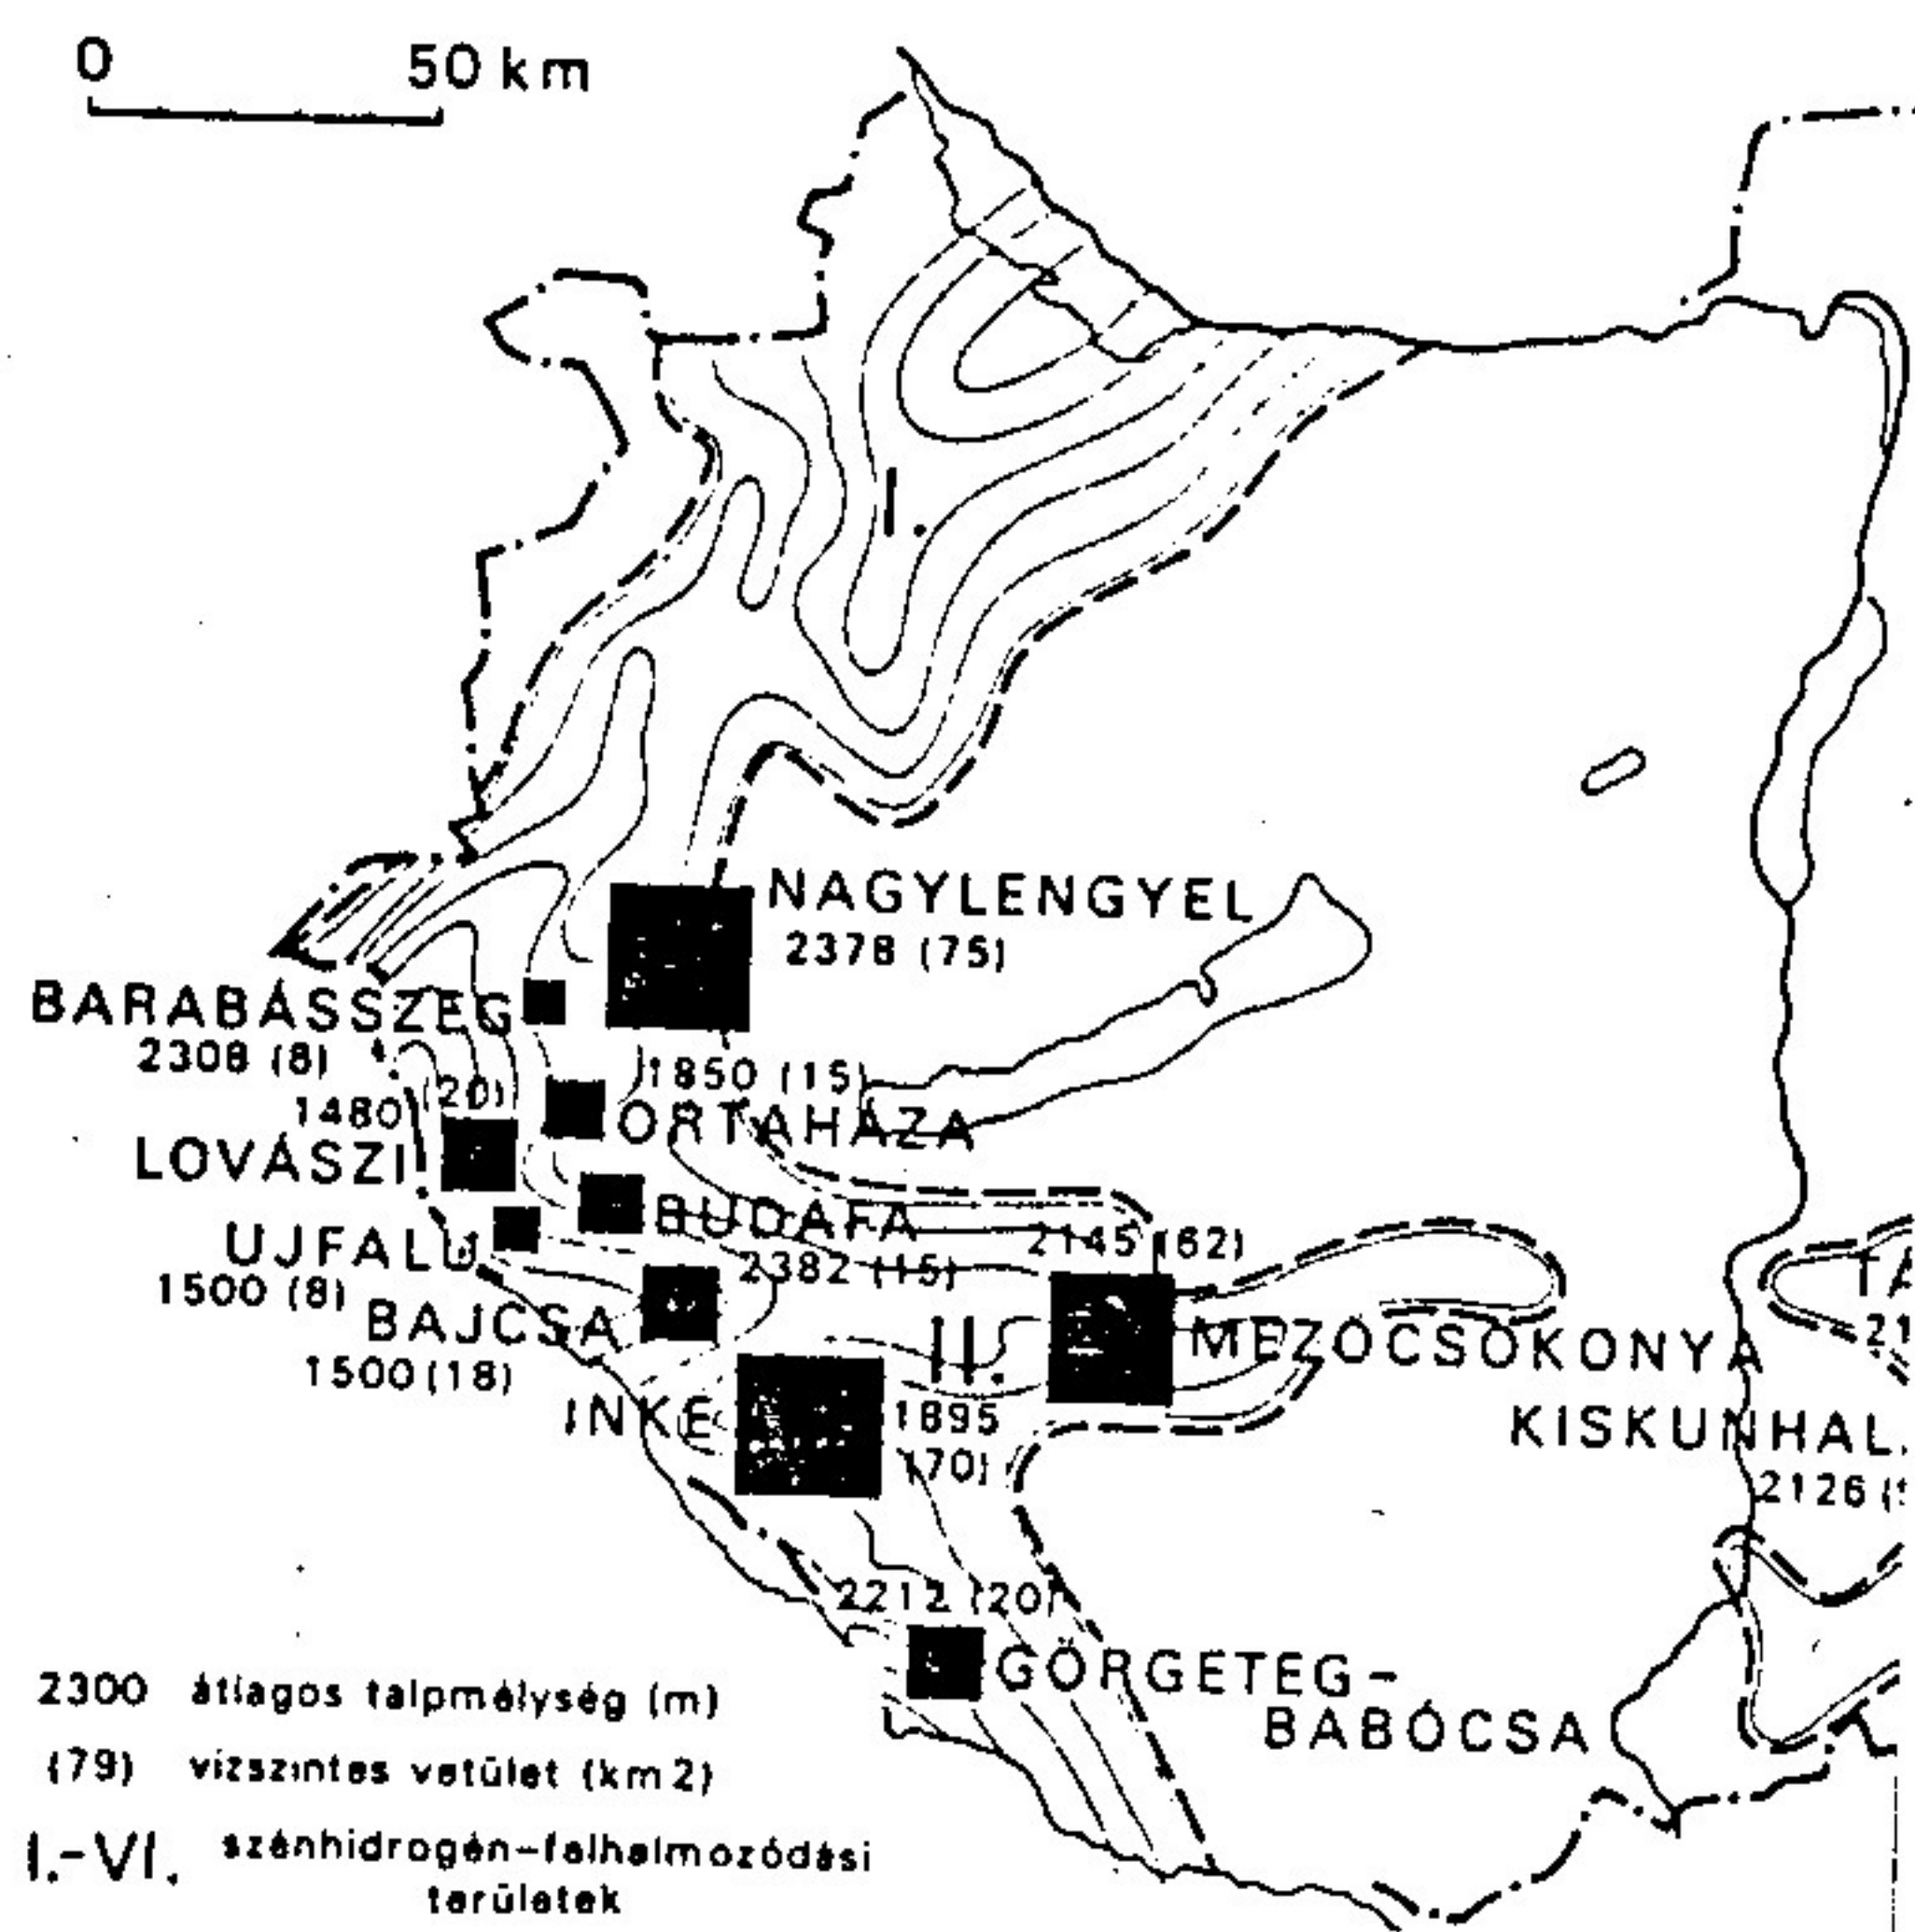 0 50 km
I.
NAGYLENGYEL
2378 (75)
BARABÁSSZEG
2308 (8)
1850 (15)
ORTAHÁZA
1480 (20)
LOVÁSZI
BUDAFA
2382 (15)
UJFALU
1500 (8)
2145 (62)
MEZŐCSOKONYA
BAJCSA
1500 (18)
II.
INKE
1895
(70)
KISKUNHAL
2126
2212 (20)
GÖRGETEG-
BABÓCSA
2300 átlagos talpmélység (m)
(79) vízszintes vetület (km2)
I.-VI. szénhidrogén-felhalmozódási
területek